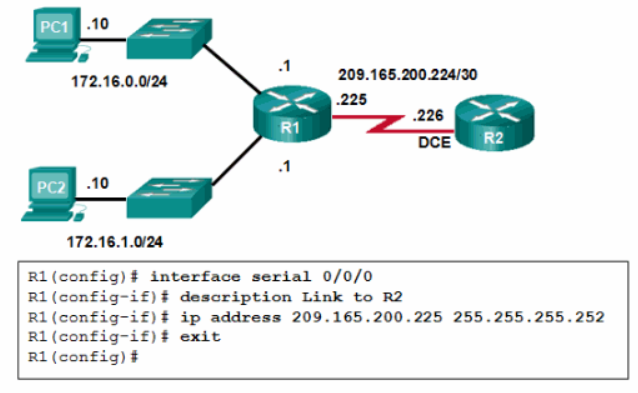 PC1 .10
172.16.0.0/24
.1
209.165.200.224/30
.225
R1
.226
DCE
R2
.1
PC2 .10
172.16.1.0/24
R1(config)# interface serial 0/0/0
R1(config-if)# description Link to R2
R1(config-if)# ip address 209.165.200.225 255.255.255.252
R1(config-if)# exit
R1(config)#